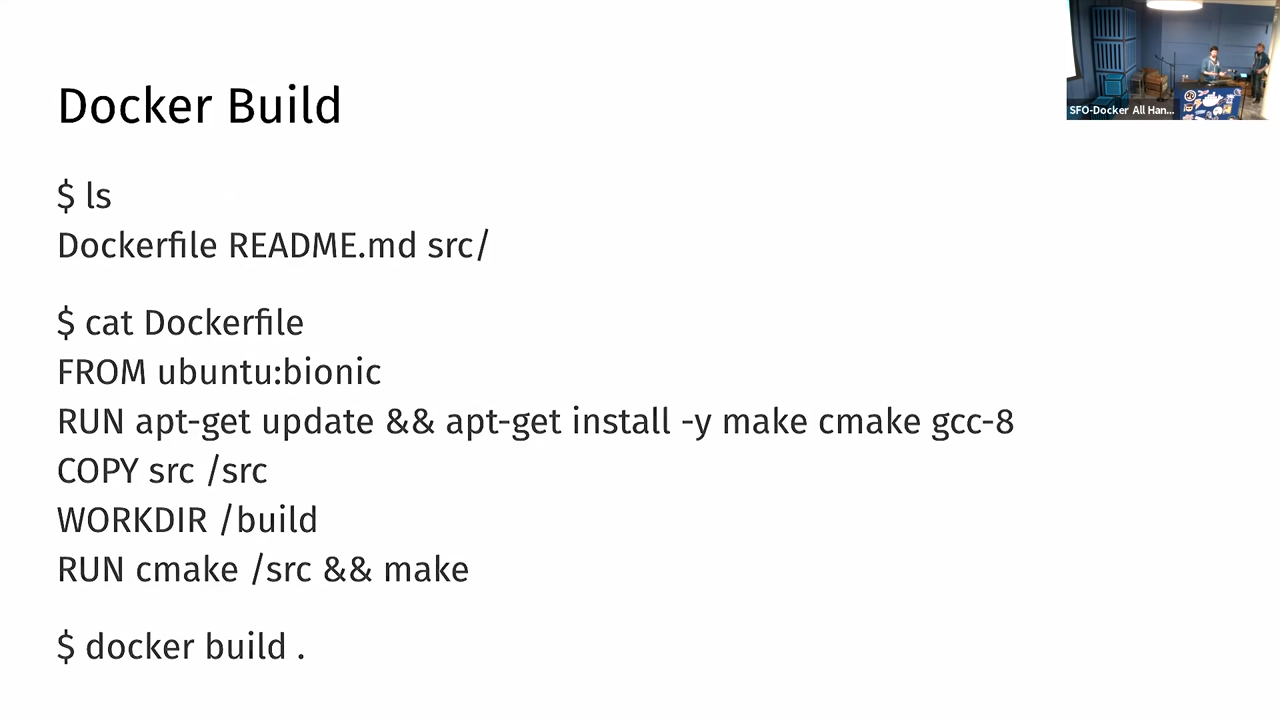 Docker Build
$ ls
Dockerfile README.md src/
$ cat Dockerfile
FROM ubuntu:bionic
RUN apt-get update && apt-get install -y make cmake gcc-8
COPY src /src
WORKDIR /build
RUN cmake /src && make
$ docker build .
SFO-Docker All Han...